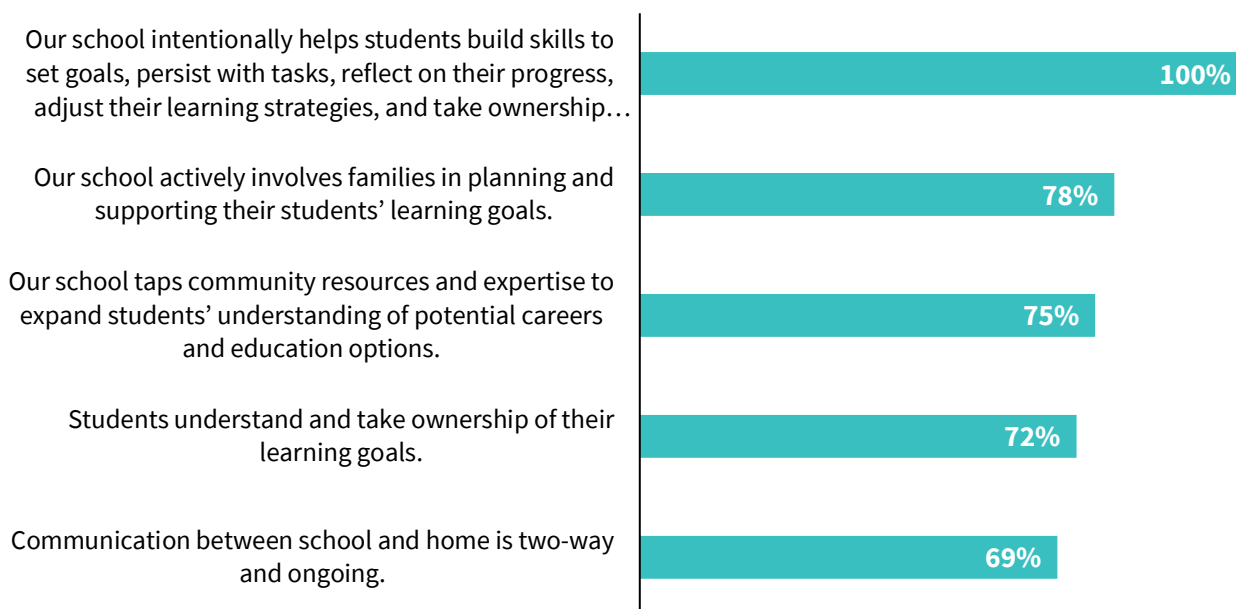 Our school intentionally helps students build skills to
set goals, persist with tasks, reflect on their progress,
adjust their learning strategies, and take ownership…
100%
Our school actively involves families in planning and
supporting their students’ learning goals.
78%
Our school taps community resources and expertise to
expand students’ understanding of potential careers
and education options.
75%
Students understand and take ownership of their
learning goals.
72%
Communication between school and home is two-way
and ongoing.
69%